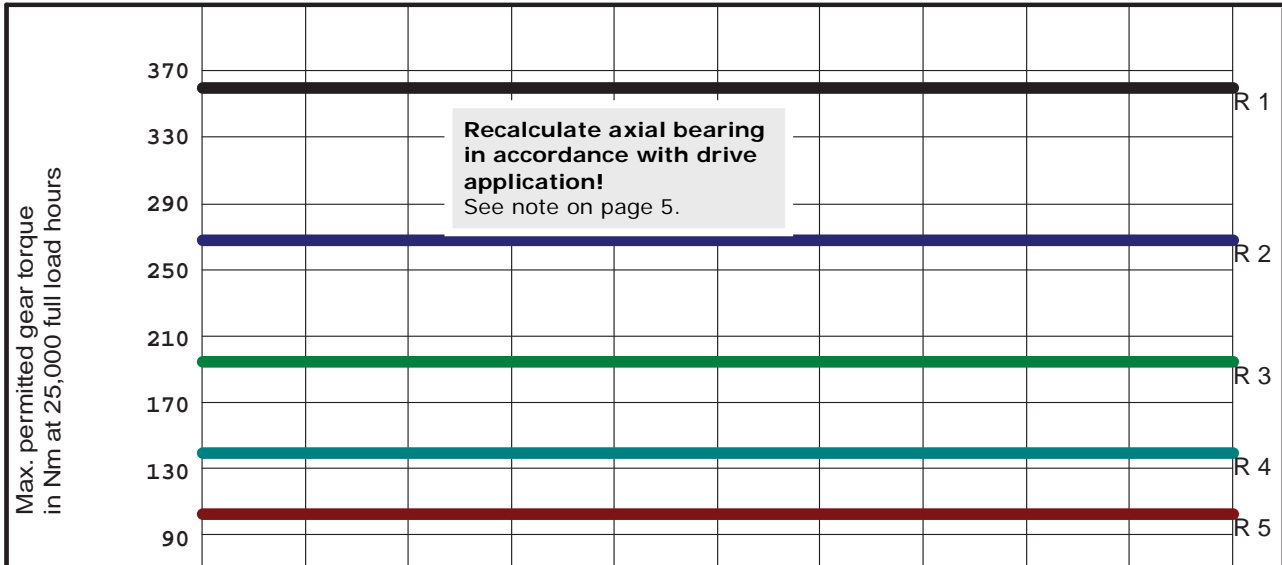 Max. permitted gear torque
in Nm at 25,000 full load hours
370
R 1
330
Recalculate axial bearing
in accordance with drive
application!
See note on page 5.
290
R 2
250
210
R 3
170
R 4
130
R 5
90